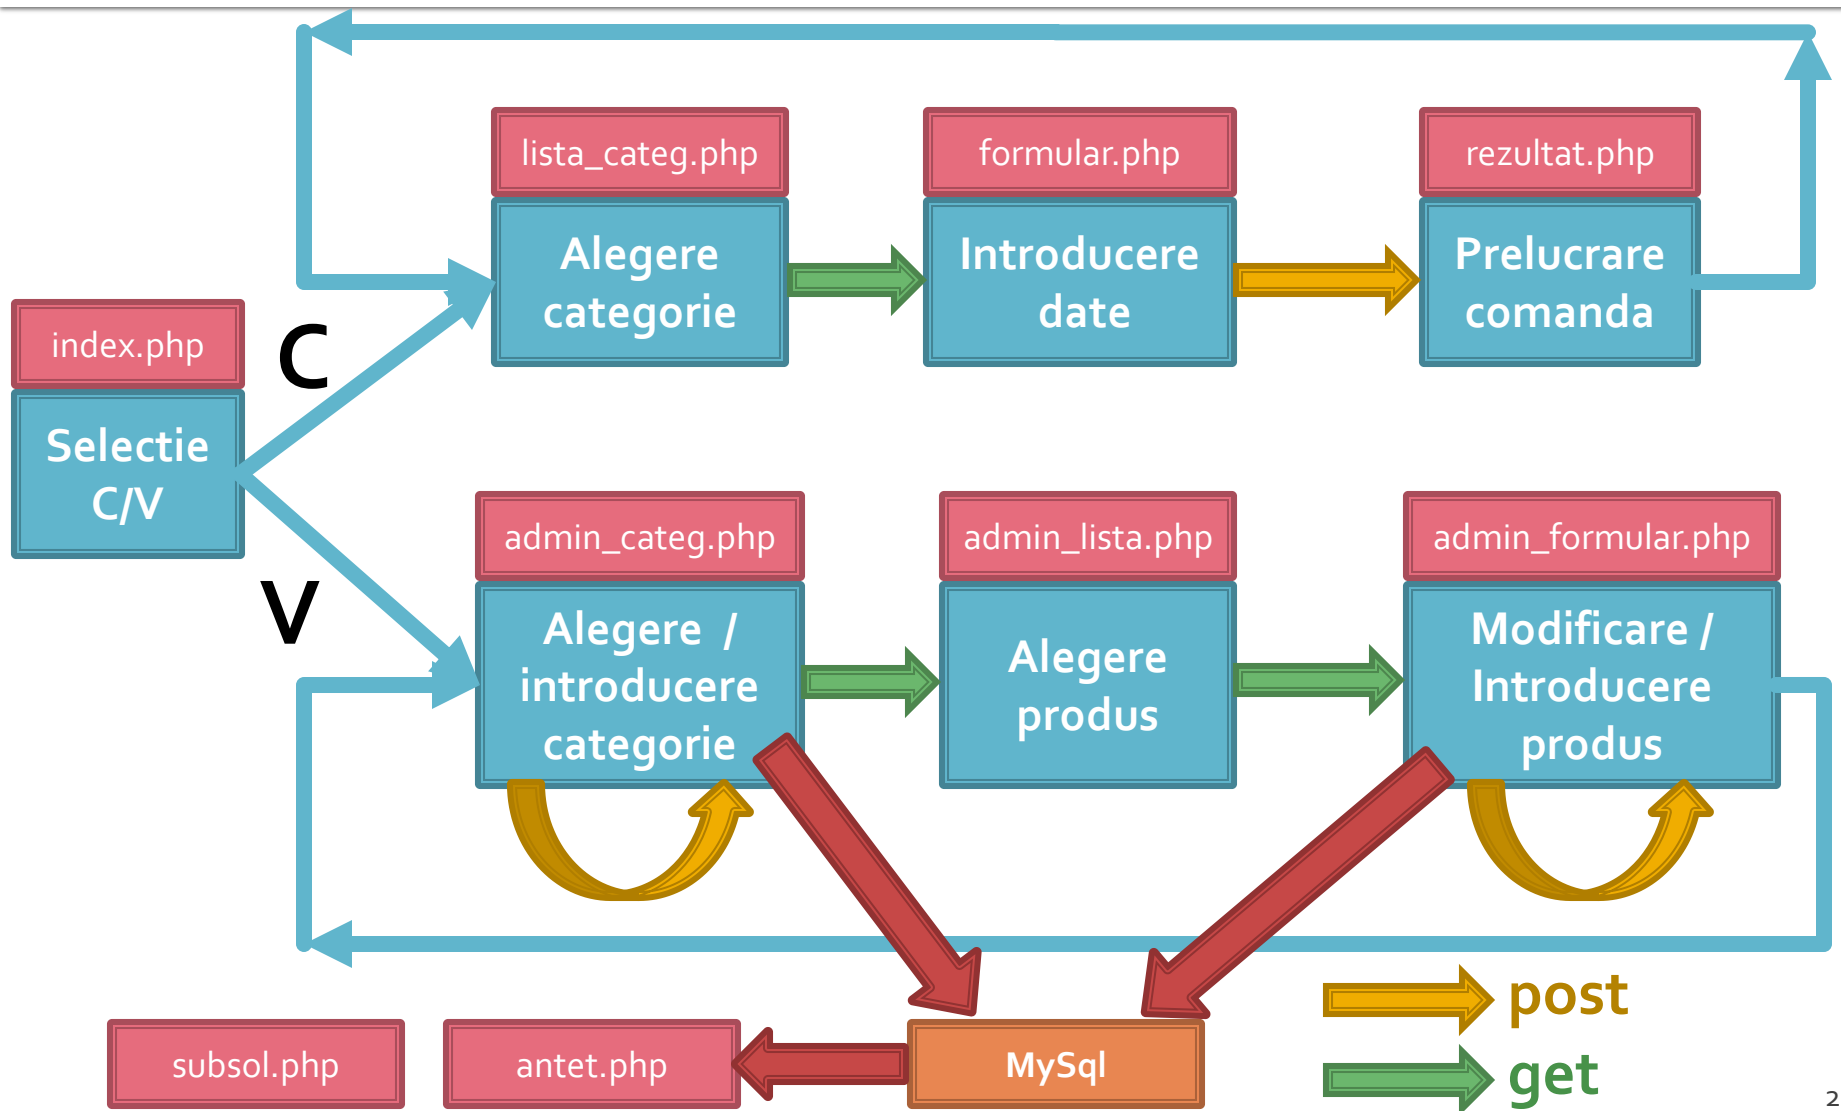 lista_categ.php
formular.php
rezultat.php
Alegere
categorie
Introducere
date
Prelucrare
comanda
index.php
C
Selectie
C/V
V
admin_categ.php
admin_lista.php
admin_formular.php
Alegere /
introducere
categorie
Alegere
produs
Modificare /
Introducere
produs
post
subsol.php
antet.php
MySql
get
2